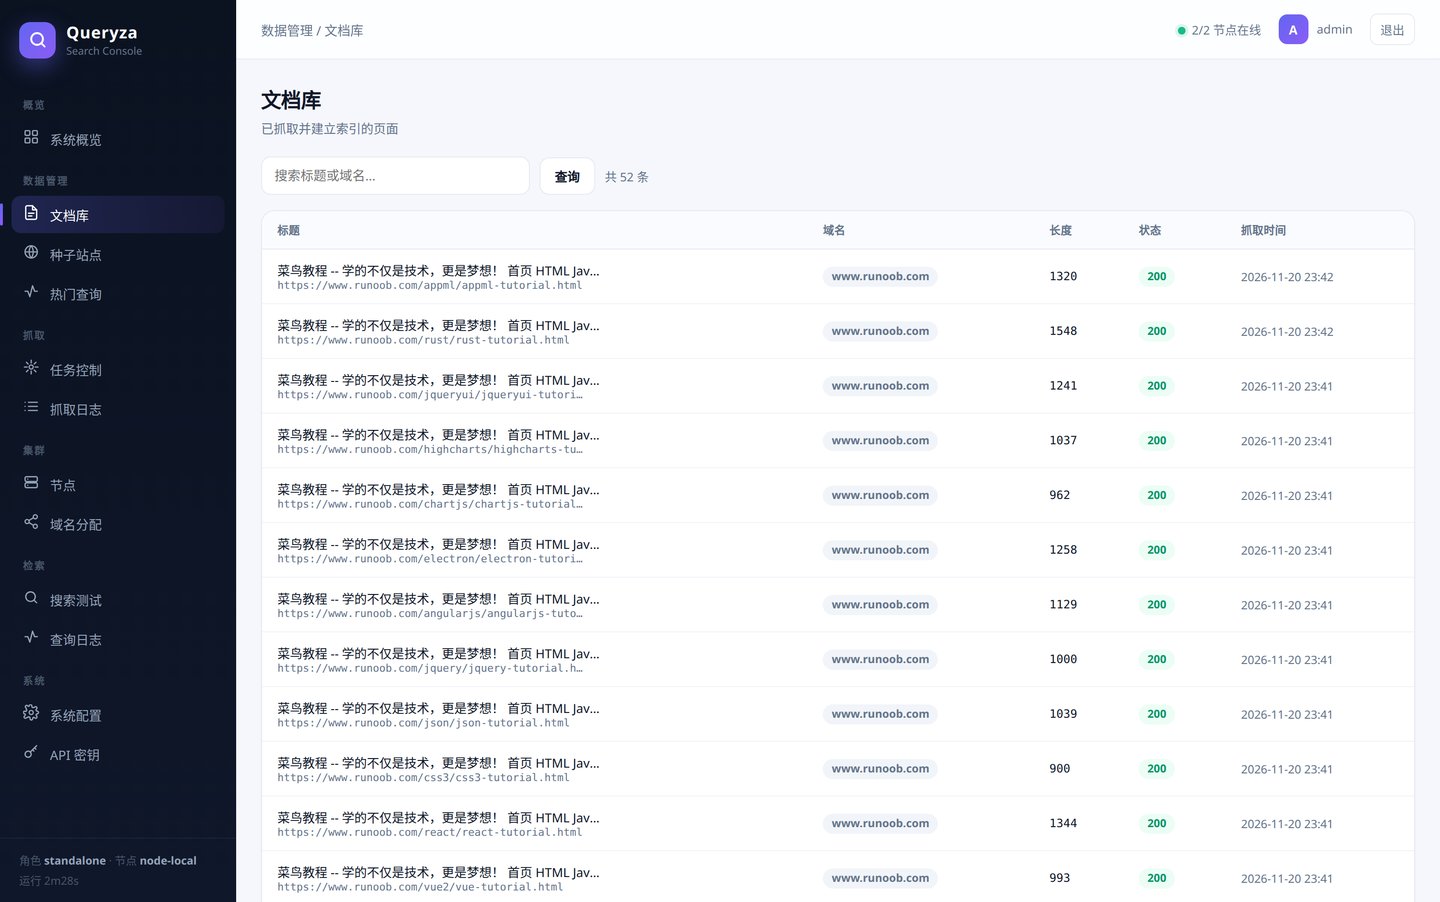 Queryza
Search Console
概览
系统概览
数据管理
文档库
种子站点
热门查询
抓取
任务控制
抓取日志
集群
节点
域名分配
检索
搜索测试
查询日志
系统
系统配置
API 密钥
角色 standalone · 节点 node-local
运行 2m28s
数据管理 / 文档库
2/2 节点在线
A
admin
退出
文档库
已抓取并建立索引的页面
搜索标题或域名...
查询
共 52 条
标题 域名 长度 状态 抓取时间
菜鸟教程 -- 学的不仅是技术，更是梦想！ 首页 HTML Jav...
https://www.runoob.com/appml/appml-tutorial.html
www.runoob.com 1320 200 2026-11-20 23:42
菜鸟教程 -- 学的不仅是技术，更是梦想！ 首页 HTML Jav...
https://www.runoob.com/rust/rust-tutorial.html
www.runoob.com 1548 200 2026-11-20 23:42
菜鸟教程 -- 学的不仅是技术，更是梦想！ 首页 HTML Jav...
https://www.runoob.com/jqueryui/jqueryui-tutori…
www.runoob.com 1241 200 2026-11-20 23:41
菜鸟教程 -- 学的不仅是技术，更是梦想！ 首页 HTML Jav...
https://www.runoob.com/highcharts/highcharts-tu…
www.runoob.com 1037 200 2026-11-20 23:41
菜鸟教程 -- 学的不仅是技术，更是梦想！ 首页 HTML Jav...
https://www.runoob.com/chartjs/chartjs-tutorial…
www.runoob.com 962 200 2026-11-20 23:41
菜鸟教程 -- 学的不仅是技术，更是梦想！ 首页 HTML Jav...
https://www.runoob.com/electron/electron-tutori…
www.runoob.com 1258 200 2026-11-20 23:41
菜鸟教程 -- 学的不仅是技术，更是梦想！ 首页 HTML Jav...
https://www.runoob.com/angularjs/angularjs-tuto…
www.runoob.com 1129 200 2026-11-20 23:41
菜鸟教程 -- 学的不仅是技术，更是梦想！ 首页 HTML Jav...
https://www.runoob.com/jquery/jquery-tutorial.h…
www.runoob.com 1000 200 2026-11-20 23:41
菜鸟教程 -- 学的不仅是技术，更是梦想！ 首页 HTML Jav...
https://www.runoob.com/json/json-tutorial.html
www.runoob.com 1039 200 2026-11-20 23:41
菜鸟教程 -- 学的不仅是技术，更是梦想！ 首页 HTML Jav...
https://www.runoob.com/css3/css3-tutorial.html
www.runoob.com 900 200 2026-11-20 23:41
菜鸟教程 -- 学的不仅是技术，更是梦想！ 首页 HTML Jav...
https://www.runoob.com/react/react-tutorial.html
www.runoob.com 1344 200 2026-11-20 23:41
菜鸟教程 -- 学的不仅是技术，更是梦想！ 首页 HTML Jav...
https://www.runoob.com/vue2/vue-tutorial.html
www.runoob.com 993 200 2026-11-20 23:41